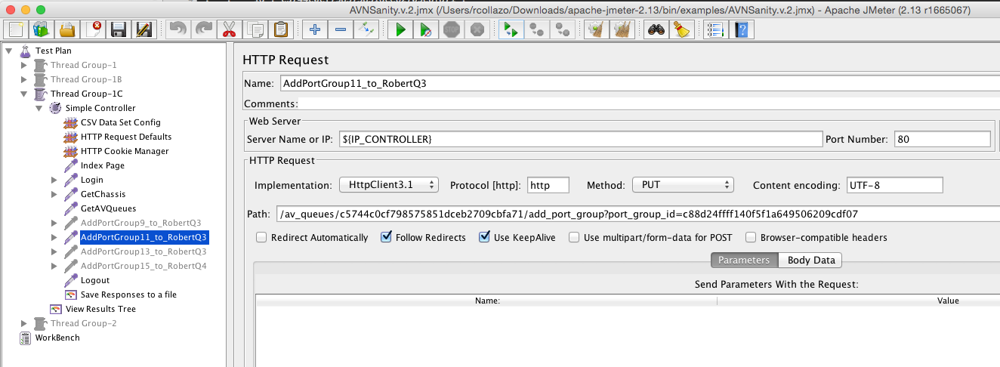 AVNSanity.v.2.jmx (/Users/rcollazo/Downloads/apache-jmeter-2.13/bin/examples/AVNSanity.v.2.jmx) - Apache JMeter (2.13 r1665067)
Test Plan
Thread Group-1
Thread Group-1B
Thread Group-1C
Simple Controller
CSV Data Set Config
HTTP Request Defaults
HTTP Cookie Manager
Index Page
Login
GetChassis
GetAVQueues
AddPortGroup9_to_RobertQ3
AddPortGroup11_to_RobertQ3
AddPortGroup13_to_RobertQ3
AddPortGroup15_to_RobertQ4
Logout
Save Responses to a file
View Results Tree
Thread Group-2
WorkBench
HTTP Request
Name: AddPortGroup11_to_RobertQ3
Comments:
Web Server
Server Name or IP: ${IP_CONTROLLER} Port Number: 80
HTTP Request
Implementation: HttpClient3.1 Protocol [http]: http Method: PUT Content encoding: UTF-8
Path: /av_queues/c5744c0cf798575851dceb2709cbfa71/add_port_group?port_group_id=c88d24ffff140f5f1a649506209cdf07
Redirect Automatically Follow Redirects Use KeepAlive Use multipart/form-data for POST Browser-compatible headers
Parameters Body Data
Send Parameters With the Request:
Name: Value